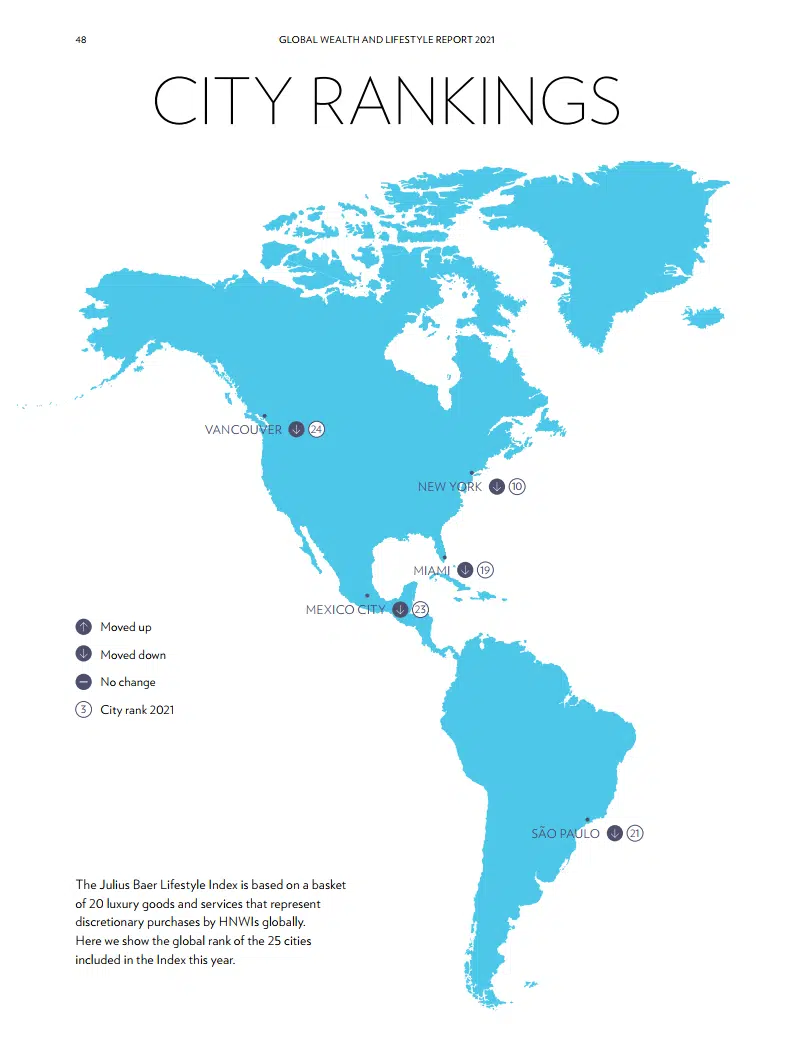 48
GLOBAL WEALTH AND LIFESTYLE REPORT 2021
CITY RANKINGS
VANCOUVER ↓ 24
NEW YORK ↓ 10
MIAMI* ↓ 19
MEXICO CITY ↓ 23
↑ Moved up
↓ Moved down
– No change
3 City rank 2021
SÃO PAULO ↓ 21
The Julius Baer Lifestyle Index is based on a basket
of 20 luxury goods and services that represent
discretionary purchases by HNWIs globally.
Here we show the global rank of the 25 cities
included in the Index this year.